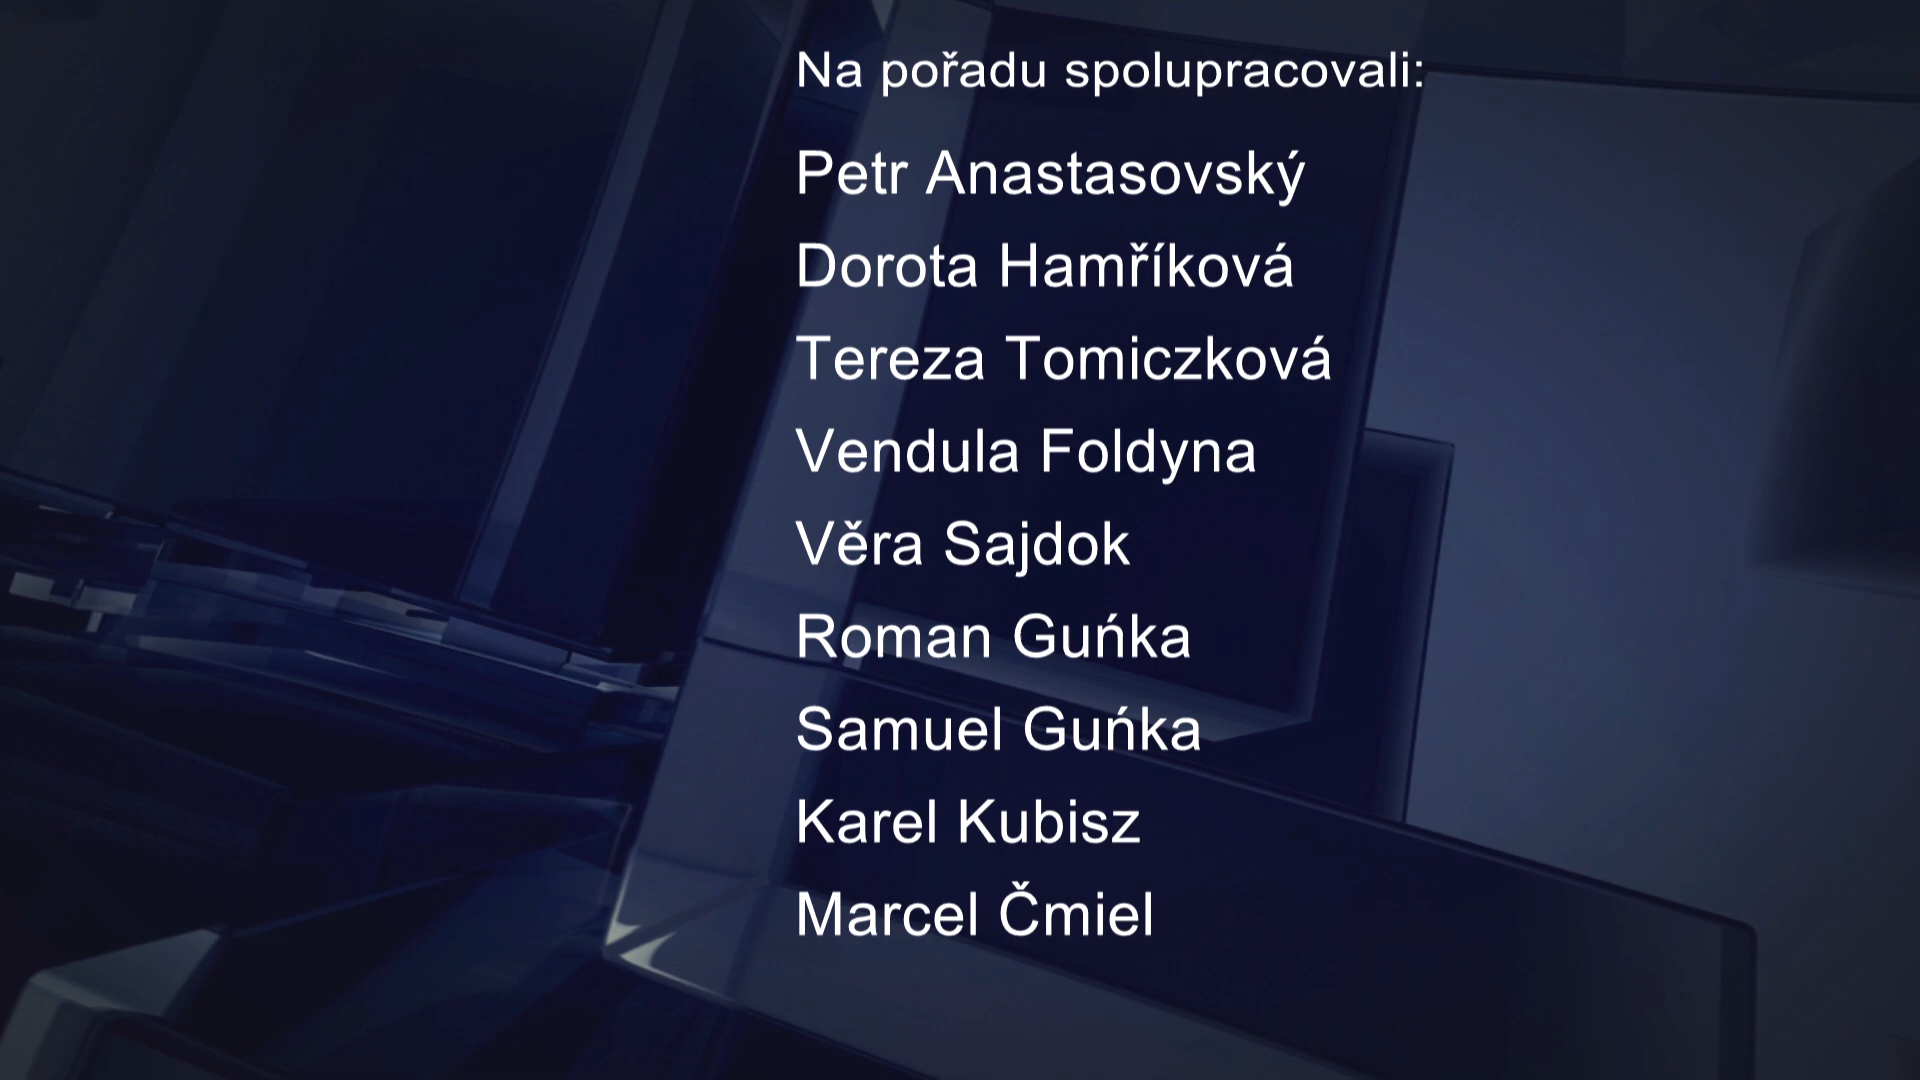 Na pořadu spolupracovali:
Petr Anastasovský
Dorota Hamříková
Tereza Tomiczková
Vendula Foldyna
Věra Sajdok
Roman Guńka
Samuel Guńka
Karel Kubisz
Marcel Čmiel